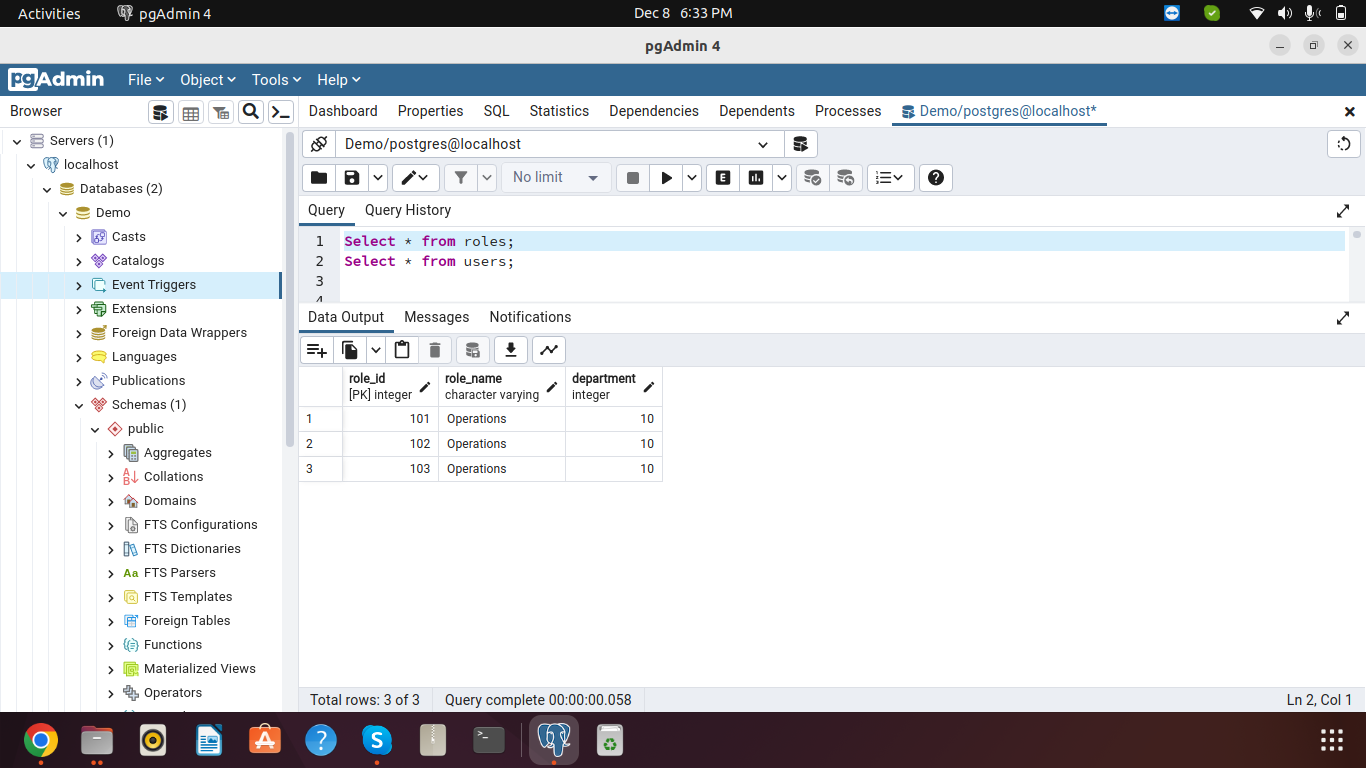 Activities pgAdmin 4 Dec 8 6:33 PM
pgAdmin 4
pgAdmin File Object Tools Help
Browser Dashboard Properties SQL Statistics Dependencies Dependents Processes Demo/postgres@localhost*
Servers (1)
localhost
Databases (2)
Demo
Casts
Catalogs
Event Triggers
Extensions
Foreign Data Wrappers
Languages
Publications
Schemas (1)
public
Aggregates
Collations
Domains
FTS Configurations
FTS Dictionaries
Aa FTS Parsers
FTS Templates
Foreign Tables
Functions
Materialized Views
Operators
Demo/postgres@localhost
No limit E
Query Query History
1 Select * from roles;
2 Select * from users;
3
4
Data Output Messages Notifications
role_id role_name department
[PK] integer character varying integer
1 101 Operations 10
2 102 Operations 10
3 103 Operations 10
Total rows: 3 of 3 Query complete 00:00:00.058 Ln 2, Col 1